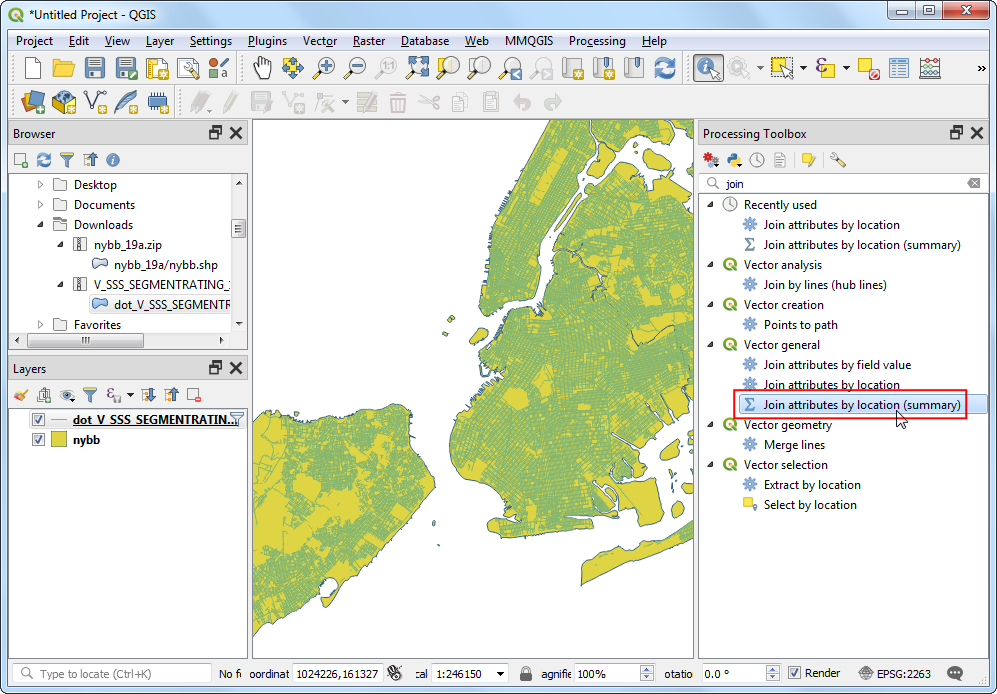 *Untitled Project - QGIS
Project Edit View Layer Settings Plugins Vector Raster Database Web MMQGIS Processing Help
1:1
»
Browser
Desktop
Documents
Downloads
nybb_19a.zip
nybb_19a/nybb.shp
V_SSS_SEGMENTRATING_
dot_V_SSS_SEGMENTR
Favorites
Layers
dot_V_SSS_SEGMENTRATIN...
nybb
Processing Toolbox
join
Recently used
Join attributes by location
Join attributes by location (summary)
Vector analysis
Join by lines (hub lines)
Vector creation
Points to path
Vector general
Join attributes by field value
Join attributes by location
Join attributes by location (summary)
Vector geometry
Merge lines
Vector selection
Extract by location
Select by location
Type to locate (Ctrl+K) No fi oordinat 1024226,161327 cal 1:246150 agnifie 100% otatio 0.0 ° Render EPSG:2263